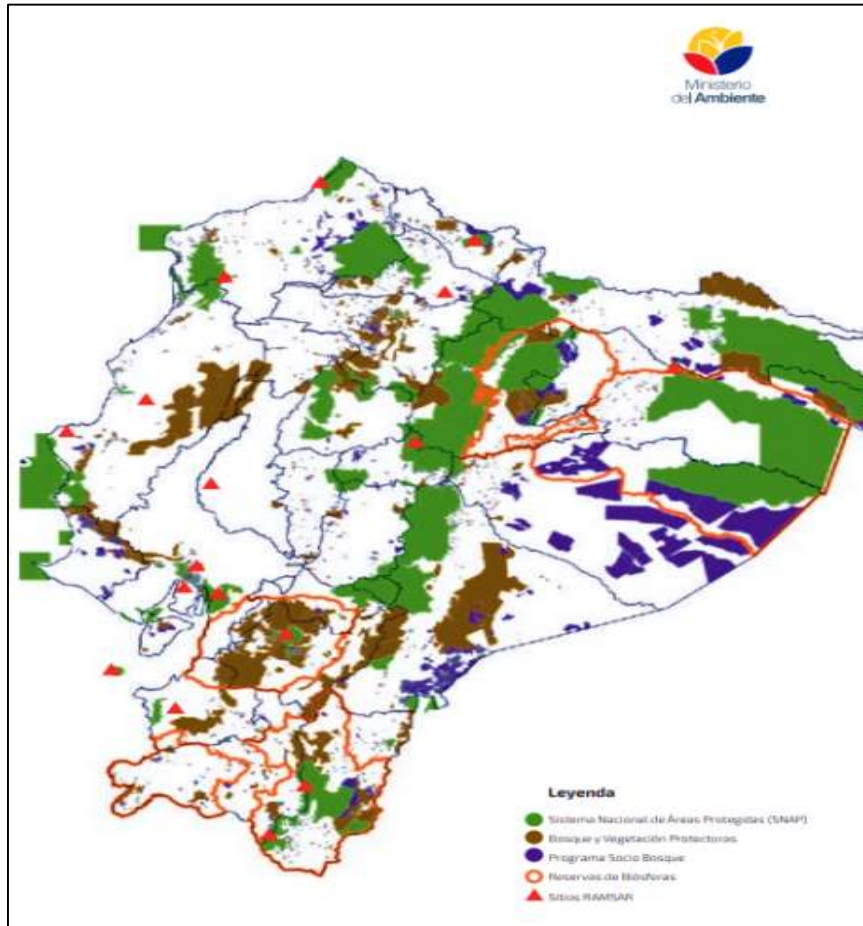 Ministerio
del Ambiente
Leyenda
Sistema Nacional de Áreas Protegidas (SNAP)
Bosque y Vegetación Protectoras
Programa Socio Bosque
Reservas de Biósferas
Sitios RAMSAR